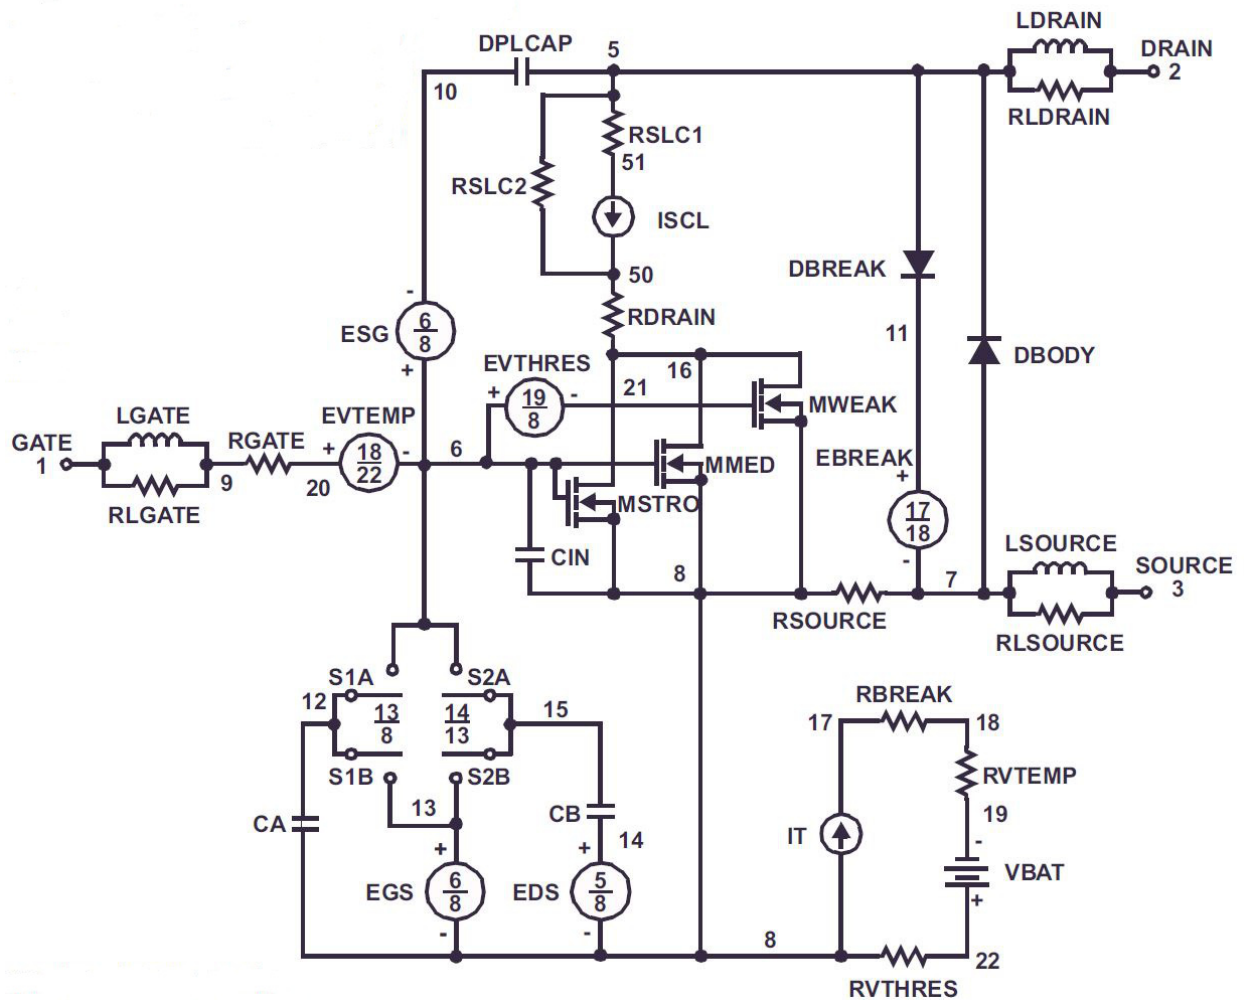 LDRAIN
DPLCAP
5
DRAIN
2
10
RLDRAIN
RSLC1
51
RSLC2
ISCL
DBREAK
50
RDRAIN
11
DBODY
-
ESG
6
8
+
EVTHRES
16
21
+
19
8
-
MWEAK
LGATE
EVTEMP
GATE
1
RGATE
+
18
22
-
6
EBREAK
+
MMED
9
20
RLGATE
MSTRO
17
18
-
LSOURCE
CIN
8
7
SOURCE
3
RSOURCE
RLSOURCE
S1A
S2A
12
13
8
14
13
15
RBREAK
17
18
S1B
S2B
RVTEMP
13
CB
CA
14
19
IT
-
+
+
VBAT
EGS
6
8
EDS
5
8
+
-
-
8
22
RVTHRES